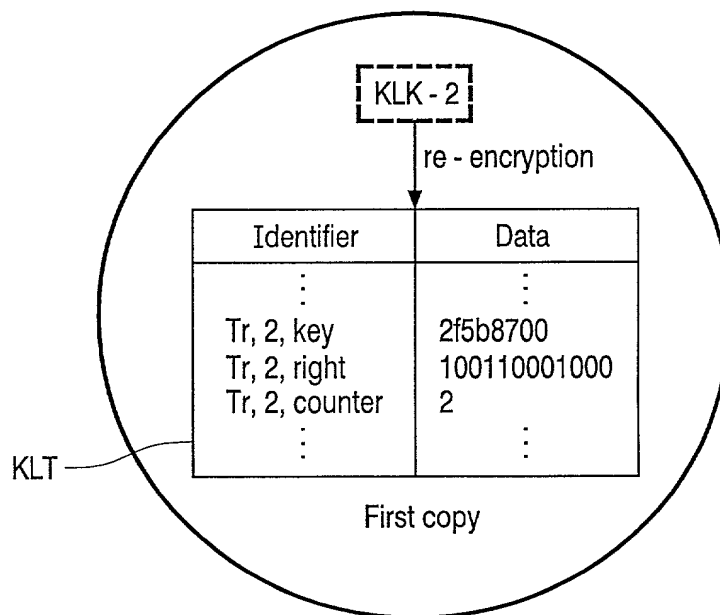 KLK - 2
re - encryption
Identifier Data
⋮ ⋮
Tr, 2, key 2f5b8700
Tr, 2, right 100110001000
Tr, 2, counter 2
⋮ ⋮
KLT
First copy